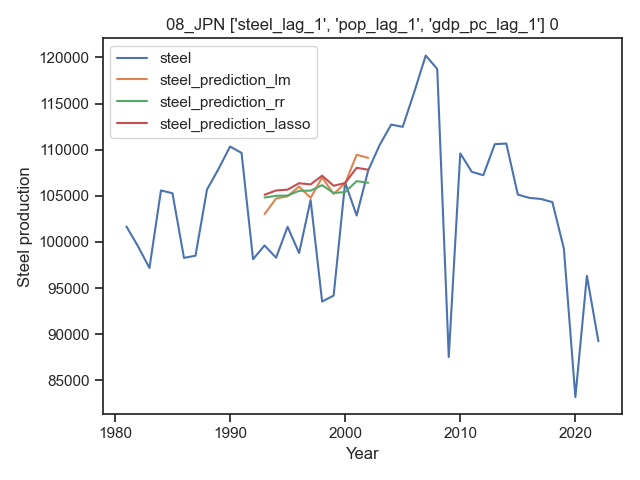 08_JPN ['steel_lag_1', 'pop_lag_1', 'gdp_pc_lag_1'] 0
steel
steel_prediction_lm
steel_prediction_rr
steel_prediction_lasso
120000
115000
110000
105000
100000
95000
90000
85000
Steel production
1980
1990
2000
2010
2020
Year